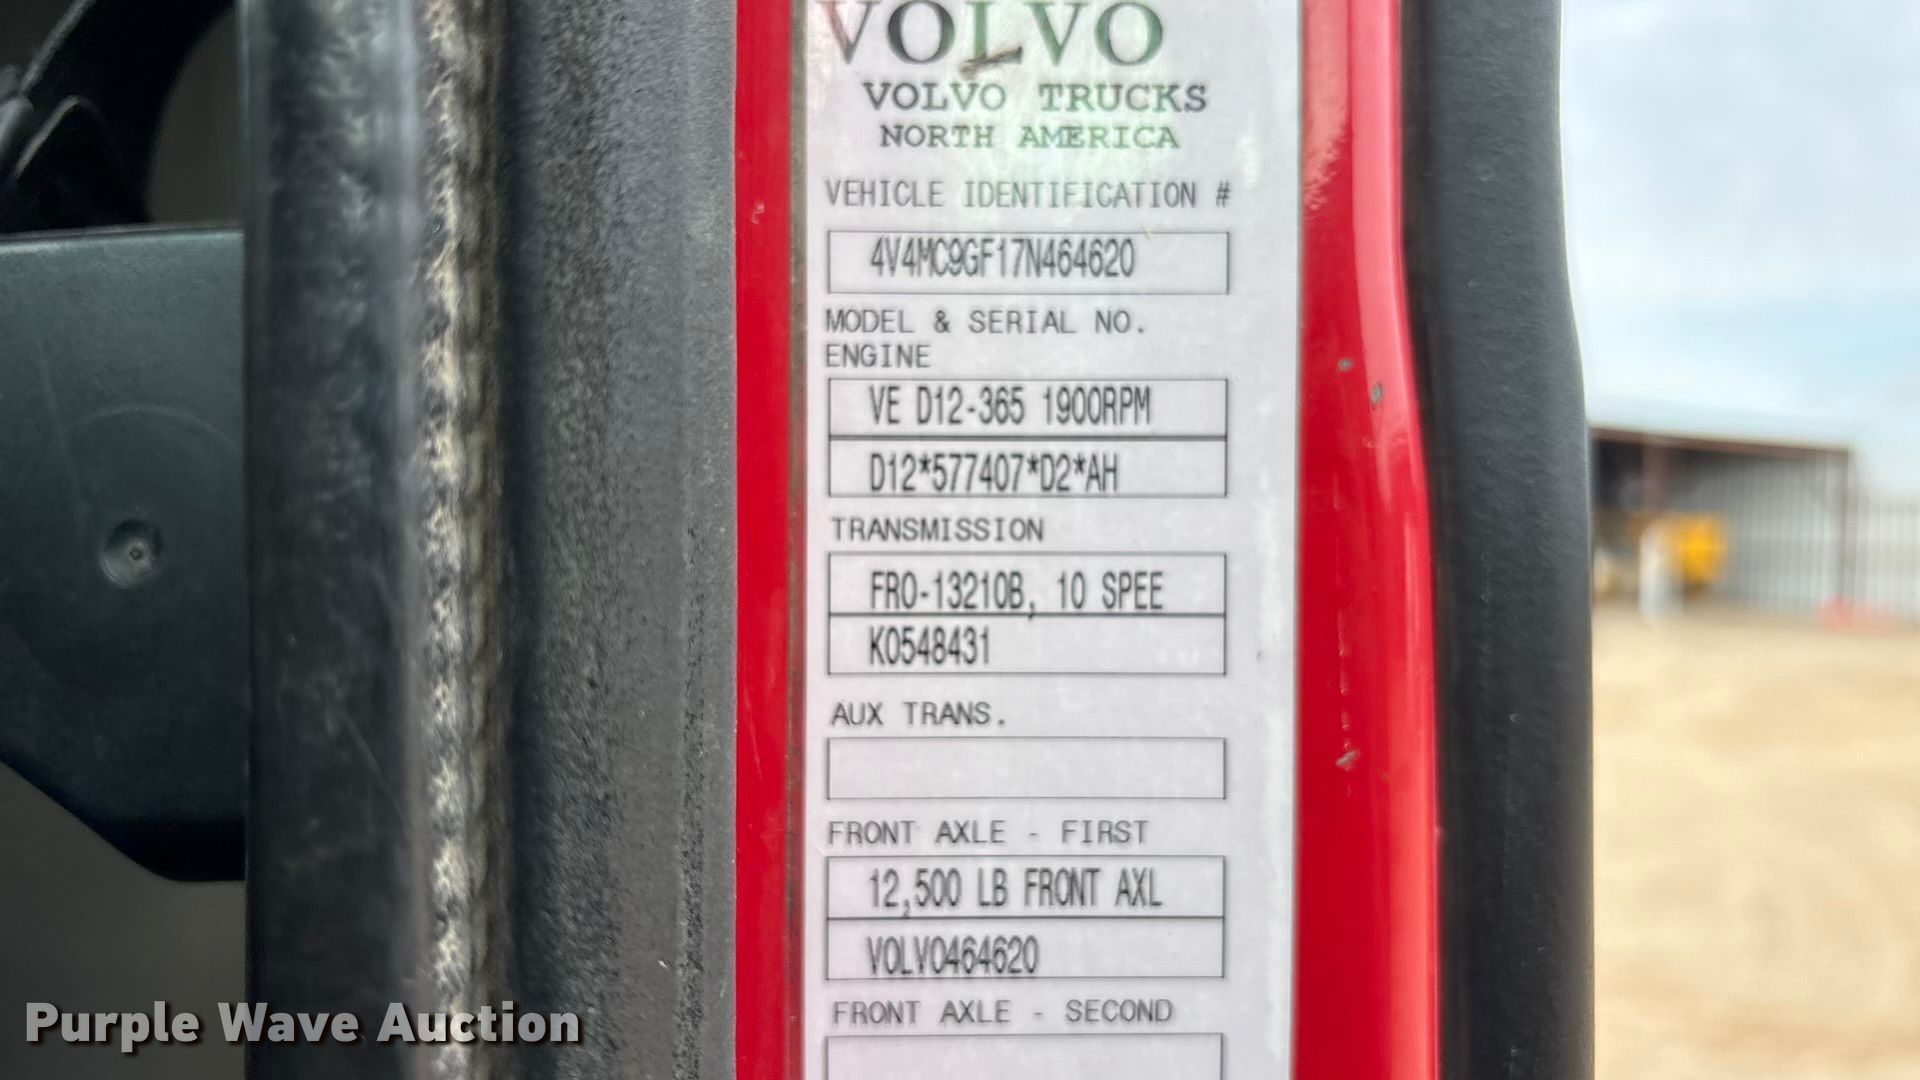 VOLVO
VOLVO TRUCKS
NORTH AMERICA
VEHICLE IDENTIFICATION #
4V4MC9GF17N464620
MODEL & SERIAL NO.
ENGINE
VE D12-365 1900RPM
D12*577407*D2*AH
TRANSMISSION
FRO-13210B, 10 SPEE
K0548431
AUX TRANS.
FRONT AXLE - FIRST
12,500 LB FRONT AXL
VOLVO464620
FRONT AXLE - SECOND
Purple Wave Auction